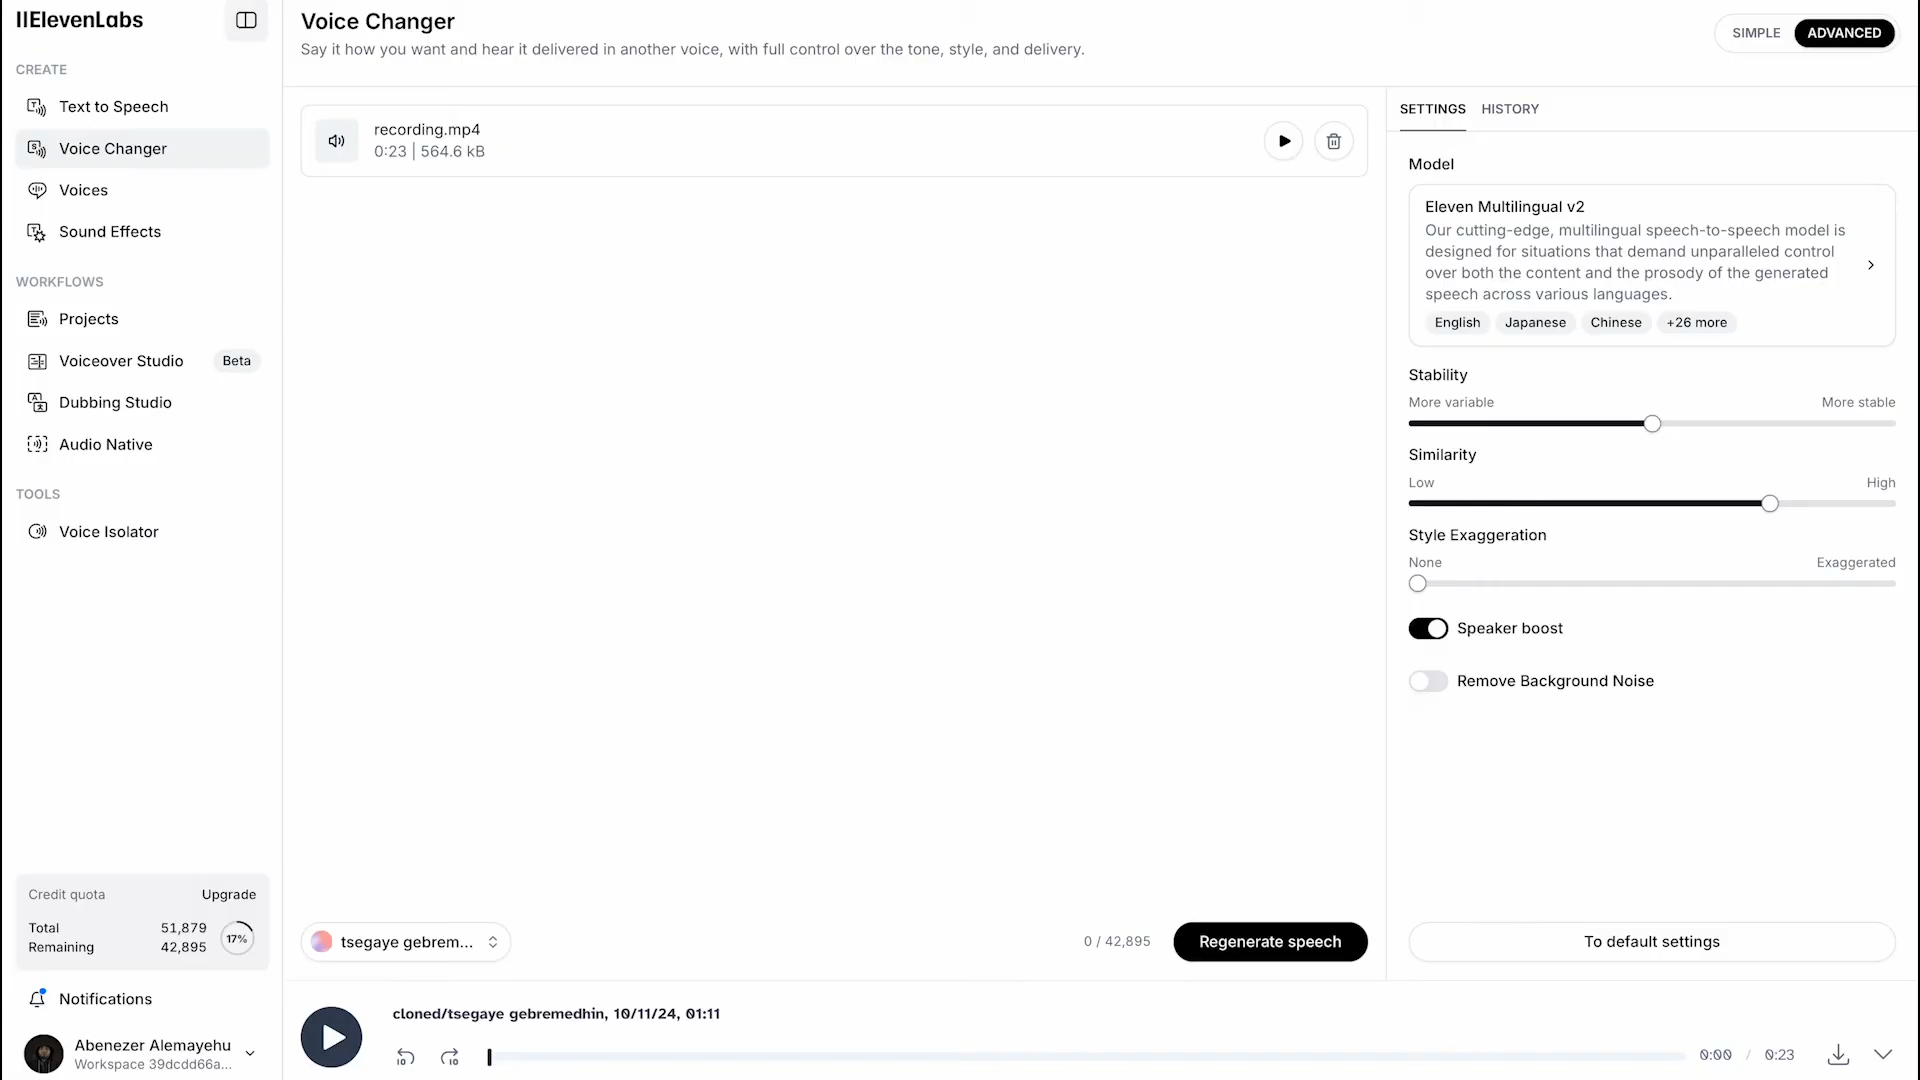 IIElevenLabs
CREATE
Text to Speech
Voice Changer
Voices
Sound Effects
WORKFLOWS
Projects
Voiceover Studio
Beta
Dubbing Studio
Audio Native
TOOLS
Voice Isolator
Credit quota
Upgrade
Total 51,879
Remaining 42,895
17%
Notifications
Abenezer Alemayehu
Workspace 39dcdd66a...
Voice Changer
Say it how you want and hear it delivered in another voice, with full control over the tone, style, and delivery.
SIMPLE
ADVANCED
recording.mp4
0:23 | 564.6 kB
tsegaye gebrem...
0 / 42,895
Regenerate speech
SETTINGS
HISTORY
Model
Eleven Multilingual v2
Our cutting-edge, multilingual speech-to-speech model is
designed for situations that demand unparalleled control
over both the content and the prosody of the generated
speech across various languages.
English
Japanese
Chinese
+26 more
Stability
More variable
More stable
Similarity
Low
High
Style Exaggeration
None
Exaggerated
Speaker boost
Remove Background Noise
To default settings
cloned/tsegaye gebremedhin, 10/11/24, 01:11
10
10
0:00 / 0:23